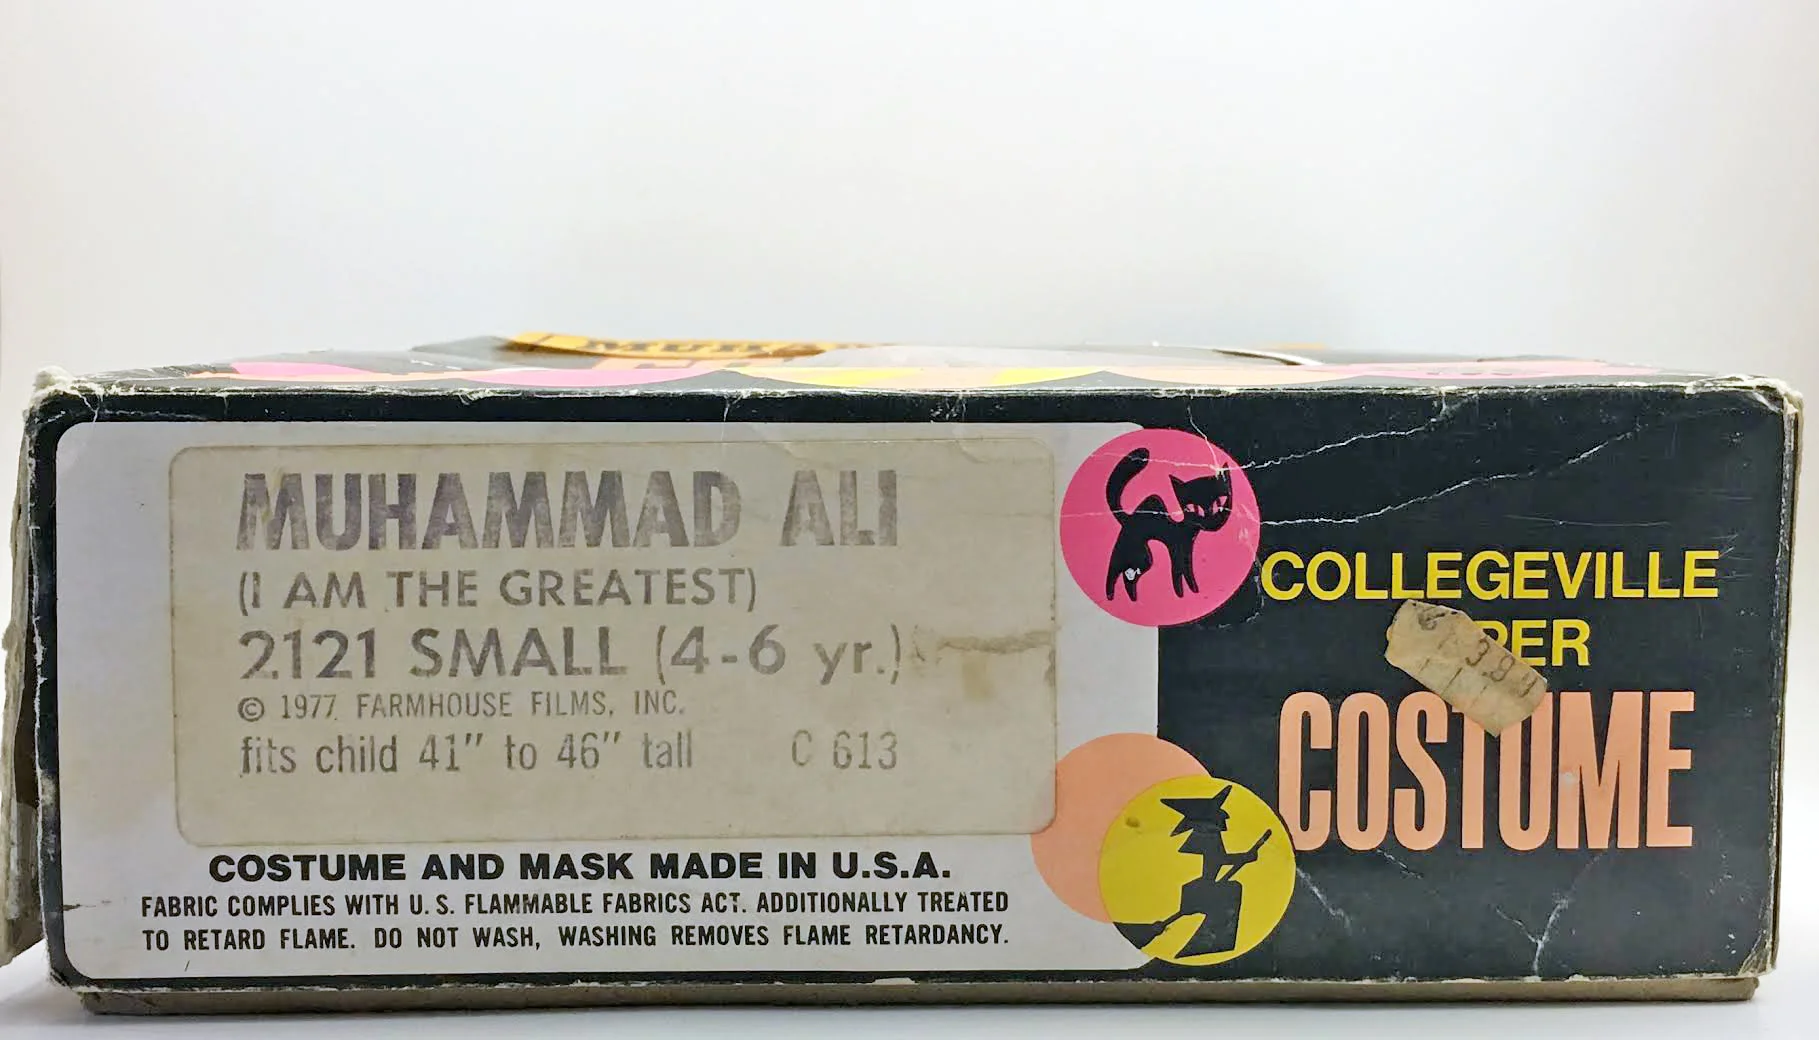 MUHAMMAD ALI
(I AM THE GREATEST)
2121 SMALL (4-6 yr.)
© 1977 FARMHOUSE FILMS, INC.
fits child 41" to 46" tall C 613
COSTUME AND MASK MADE IN U.S.A.
FABRIC COMPLIES WITH U.S. FLAMMABLE FABRICS ACT. ADDITIONALLY TREATED
TO RETARD FLAME. DO NOT WASH, WASHING REMOVES FLAME RETARDANCY.
COLLEGEVILLE
COSTUME